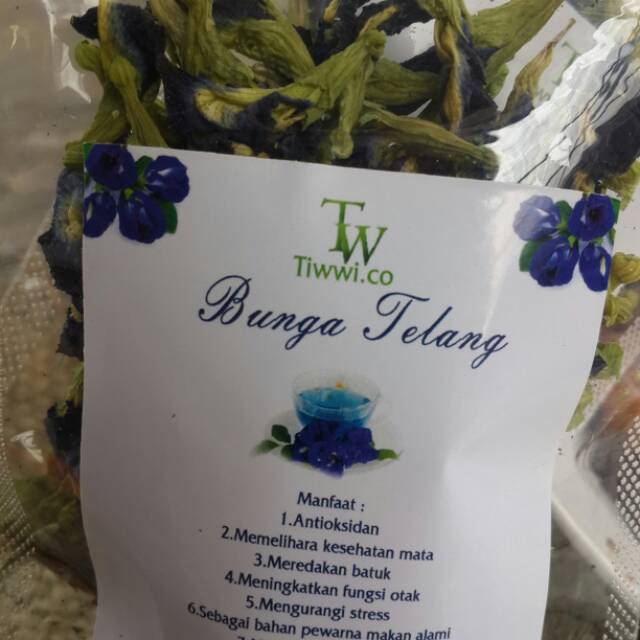 TW
Tiwwi.co
Bunga Telang
Manfaat :
1.Antioksidan
2.Memelihara kesehatan mata
3.Meredakan batuk
4.Meningkatkan fungsi otak
5.Mengurangi stress
6.Sebagai bahan pewarna makan alami